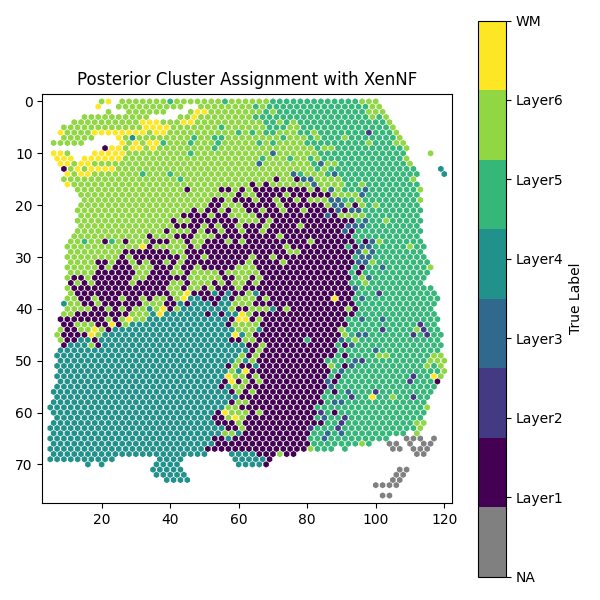 Posterior Cluster Assignment with XenNF
0
10
20
30
40
50
60
70
20 40 60 80 100 120
WM
Layer6
Layer5
Layer4
Layer3
Layer2
Layer1
NA
True Label